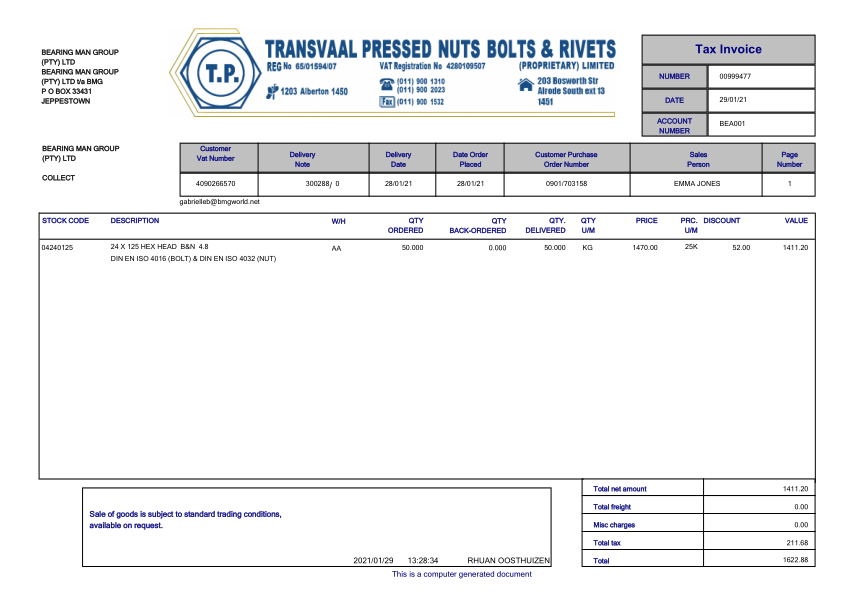 BEARING MAN GROUP
(PTY) LTD
BEARING MAN GROUP
(PTY) LTD t/a BMG
P O BOX 33431
JEPPESTOWN
T.P.
TRANSVAAL PRESSED NUTS BOLTS & RIVETS
REG No 65/01594/07 VAT Registration No 4280109507 (PROPRIETARY) LIMITED
1203 Alberton 1450
(011) 900 1310
(011) 900 2023
Fax (011) 900 1532
203 Bosworth Str
Alrode South ext 13
1451
Tax Invoice
NUMBER 00999477
DATE 29/01/21
ACCOUNT NUMBER BEA001
BEARING MAN GROUP
(PTY) LTD
COLLECT
Customer Vat Number Delivery Note Delivery Date Date Order Placed Customer Purchase Order Number Sales Person Page Number
4090266570 300288/ 0 28/01/21 28/01/21 0901/703158 EMMA JONES 1
gabrielleb@bmgworld.net
STOCK CODE DESCRIPTION W/H QTY ORDERED QTY BACK-ORDERED QTY. DELIVERED QTY U/M PRICE PRC. U/M DISCOUNT VALUE
04240125 24 X 125 HEX HEAD B&N 4.8 AA 50.000 0.000 50.000 KG 1470.00 25K 52.00 1411.20
DIN EN ISO 4016 (BOLT) & DIN EN ISO 4032 (NUT)
Sale of goods is subject to standard trading conditions,
available on request.
2021/01/29 13:28:34 RHUAN OOSTHUIZEN
Total net amount 1411.20
Total freight 0.00
Misc charges 0.00
Total tax 211.68
Total 1622.88
This is a computer generated document